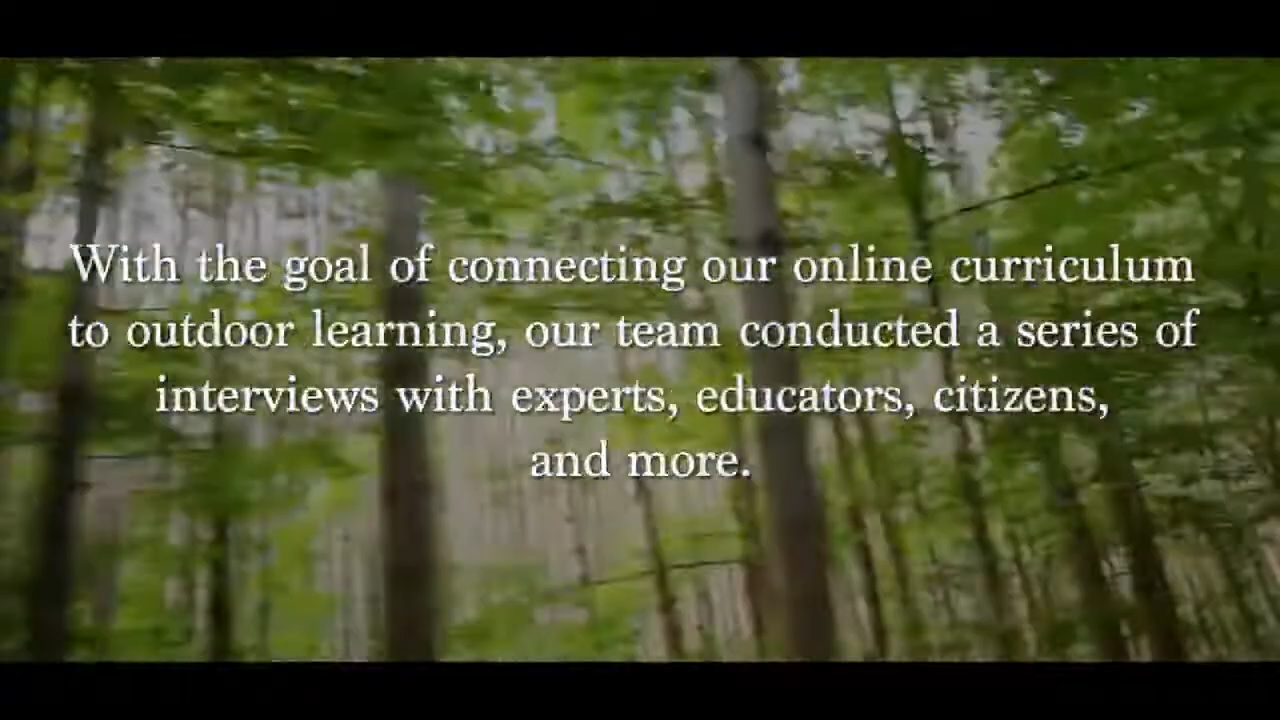 With the goal of connecting our online curriculum
to outdoor learning, our team conducted a series of
interviews with experts, educators, citizens,
and more.